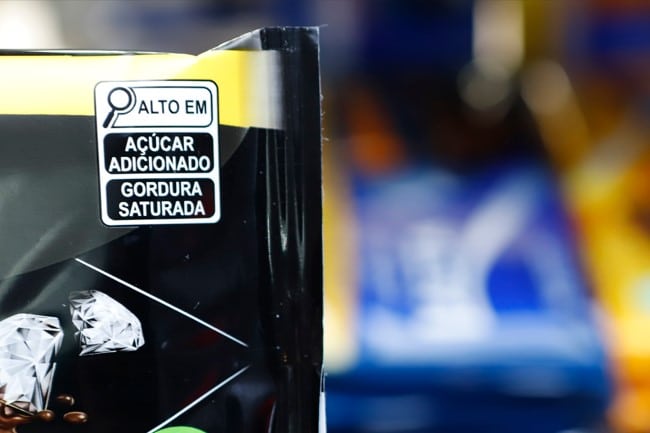 ALTO EM
AÇÚCAR
ADICIONADO
GORDURA
SATURADA